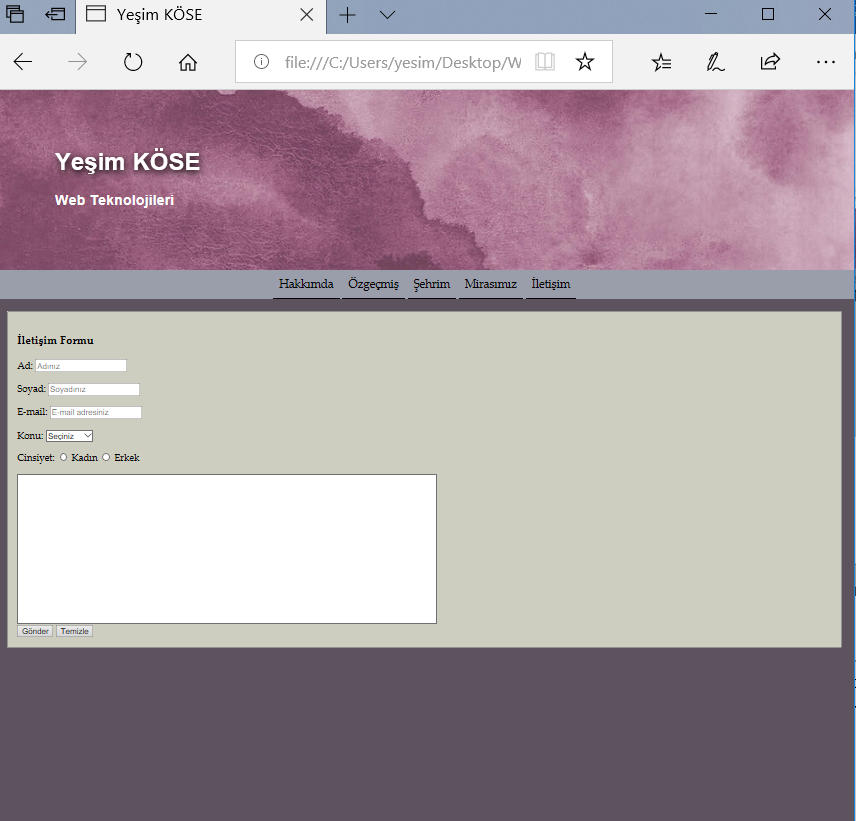 Yeşim KÖSE
file:///C:/Users/yesim/Desktop/W
Yeşim KÖSE
Web Teknolojileri
Hakkımda Özgeçmiş Şehrim Mirasımız İletişim
İletişim Formu
Ad: Adınız
Soyad: Soyadınız
E-mail: E-mail adresiniz
Konu: Seçiniz
Cinsiyet: Kadın Erkek
Gönder Temizle